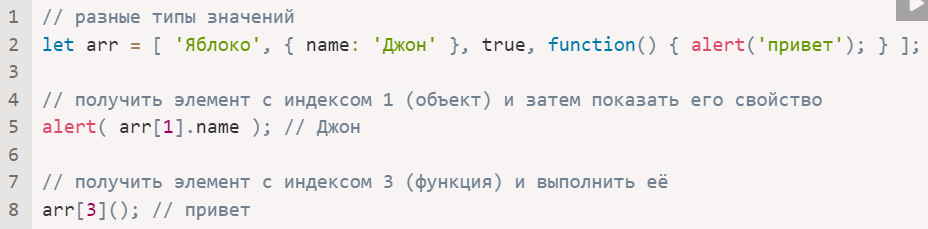 1 // разные типы значений
2 let arr = [ 'Яблоко', { name: 'Джон' }, true, function() { alert('привет'); } ];
3
4 // получить элемент с индексом 1 (объект) и затем показать его свойство
5 alert( arr[1].name ); // Джон
6
7 // получить элемент с индексом 3 (функция) и выполнить её
8 arr[3](); // привет